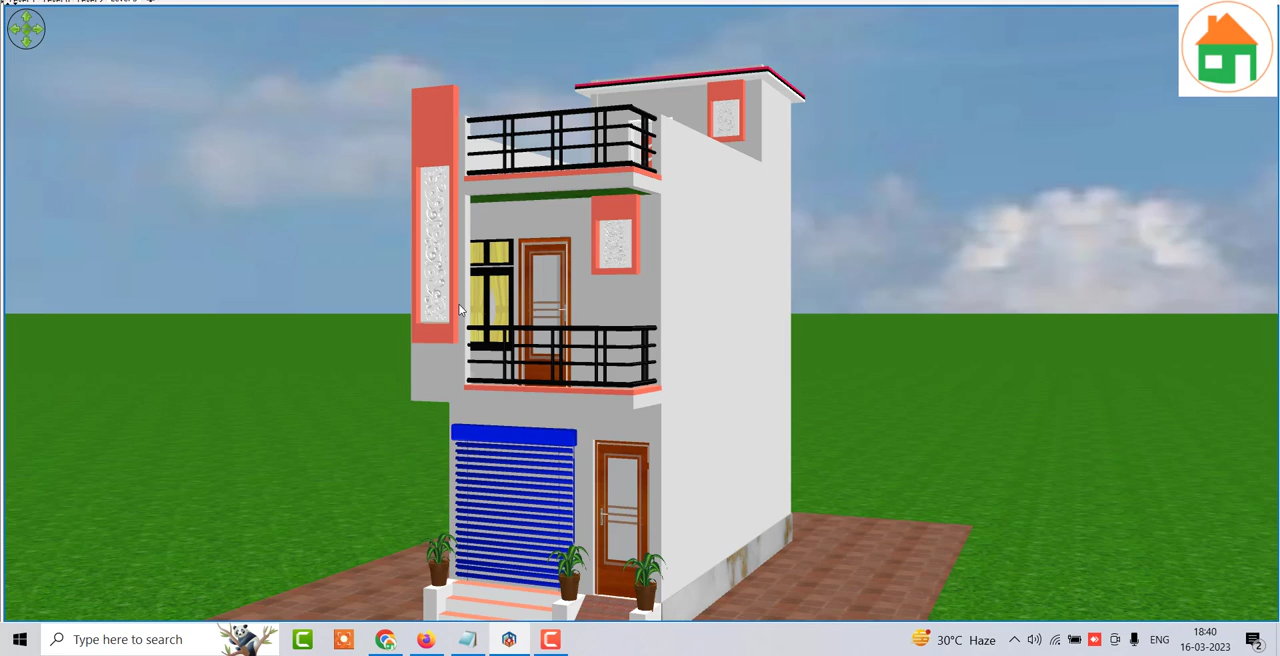 Type here to search
30°C Haze
ENG
18:40
16-03-2023
2